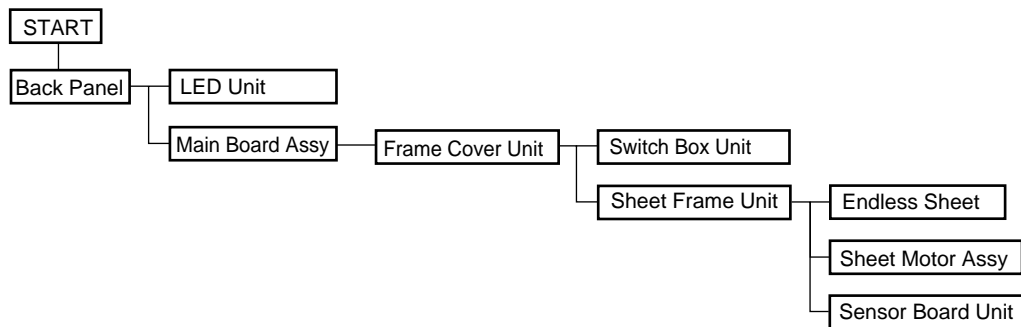 START
Back Panel
LED Unit
Main Board Assy
Frame Cover Unit
Switch Box Unit
Sheet Frame Unit
Endless Sheet
Sheet Motor Assy
Sensor Board Unit